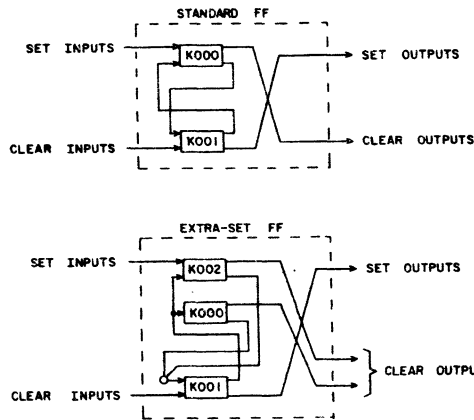 STANDARD FF
SET INPUTS
K000
SET OUTPUTS
K001
CLEAR INPUTS
CLEAR OUTPUTS
EXTRA-SET FF
SET INPUTS
K002
SET OUTPUTS
K000
CLEAR OUTPU
K001
CLEAR INPUTS